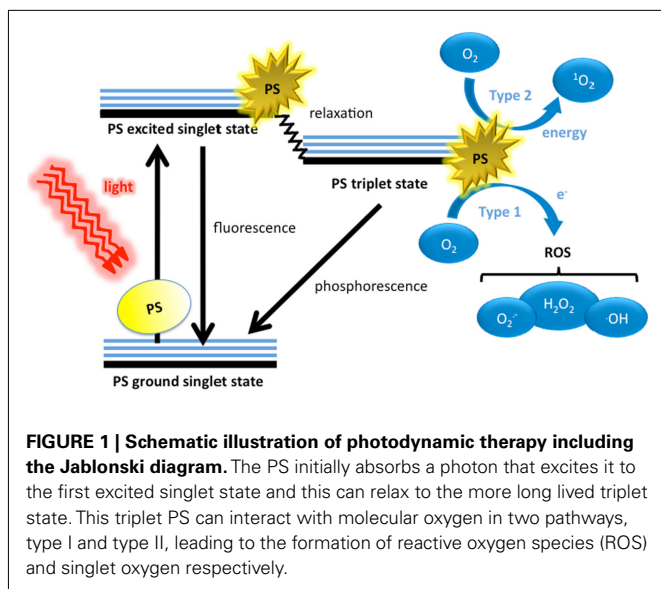 O₂
¹O₂
PS
Type 2
relaxation
energy
PS excited singlet state
PS
PS triplet state
light
e⁻
Type 1
fluorescence
O₂
ROS
phosphorescence
PS
H₂O₂
O₂·⁻
·OH
PS ground singlet state
FIGURE 1 | Schematic illustration of photodynamic therapy including
the Jablonski diagram. The PS initially absorbs a photon that excites it to
the first excited singlet state and this can relax to the more long lived triplet
state. This triplet PS can interact with molecular oxygen in two pathways,
type I and type II, leading to the formation of reactive oxygen species (ROS)
and singlet oxygen respectively.